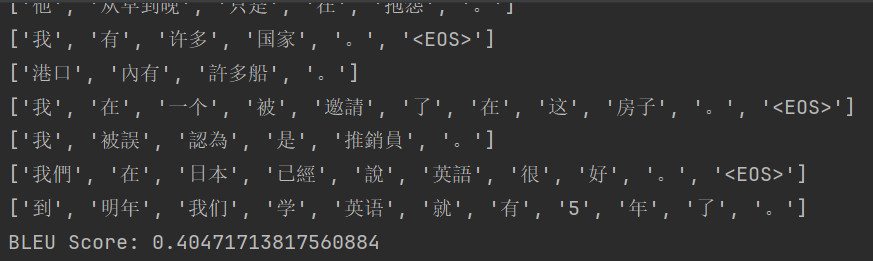 ['他', '从早到晚', '只是', '在', '抱怨', '。']
['我', '有', '许多', '国家', '。', '<EOS>']
['港口', '內有', '許多船', '。']
['我', '在', '一个', '被', '邀請', '了', '在', '这', '房子', '。', '<EOS>']
['我', '被誤', '認為', '是', '推銷員', '。']
['我們', '在', '日本', '已經', '說', '英語', '很', '好', '。', '<EOS>']
['到', '明年', '我们', '学', '英语', '就', '有', '5', '年', '了', '。']
BLEU Score: 0.40471713817560884